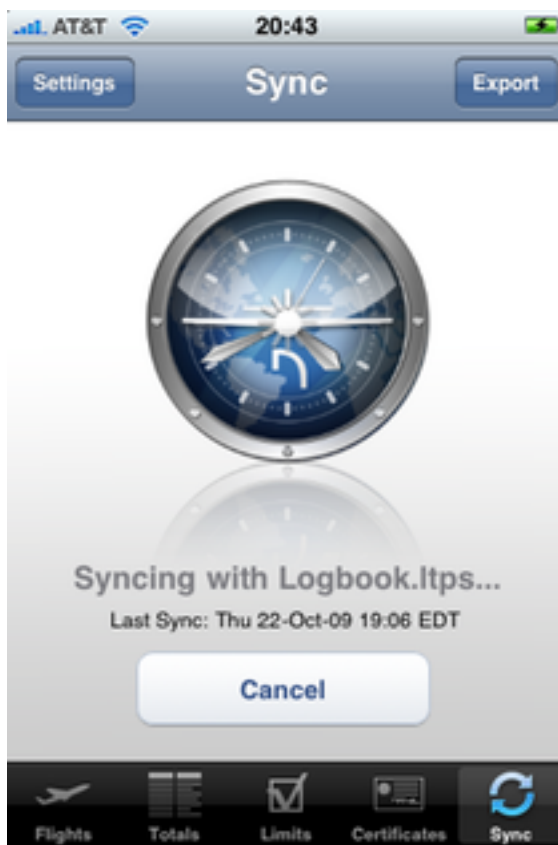 AT&T 20:43
Settings Sync Export
Syncing with Logbook.ltps...
Last Sync: Thu 22-Oct-09 19:06 EDT
Cancel
Flights Totals Limits Certificates Sync